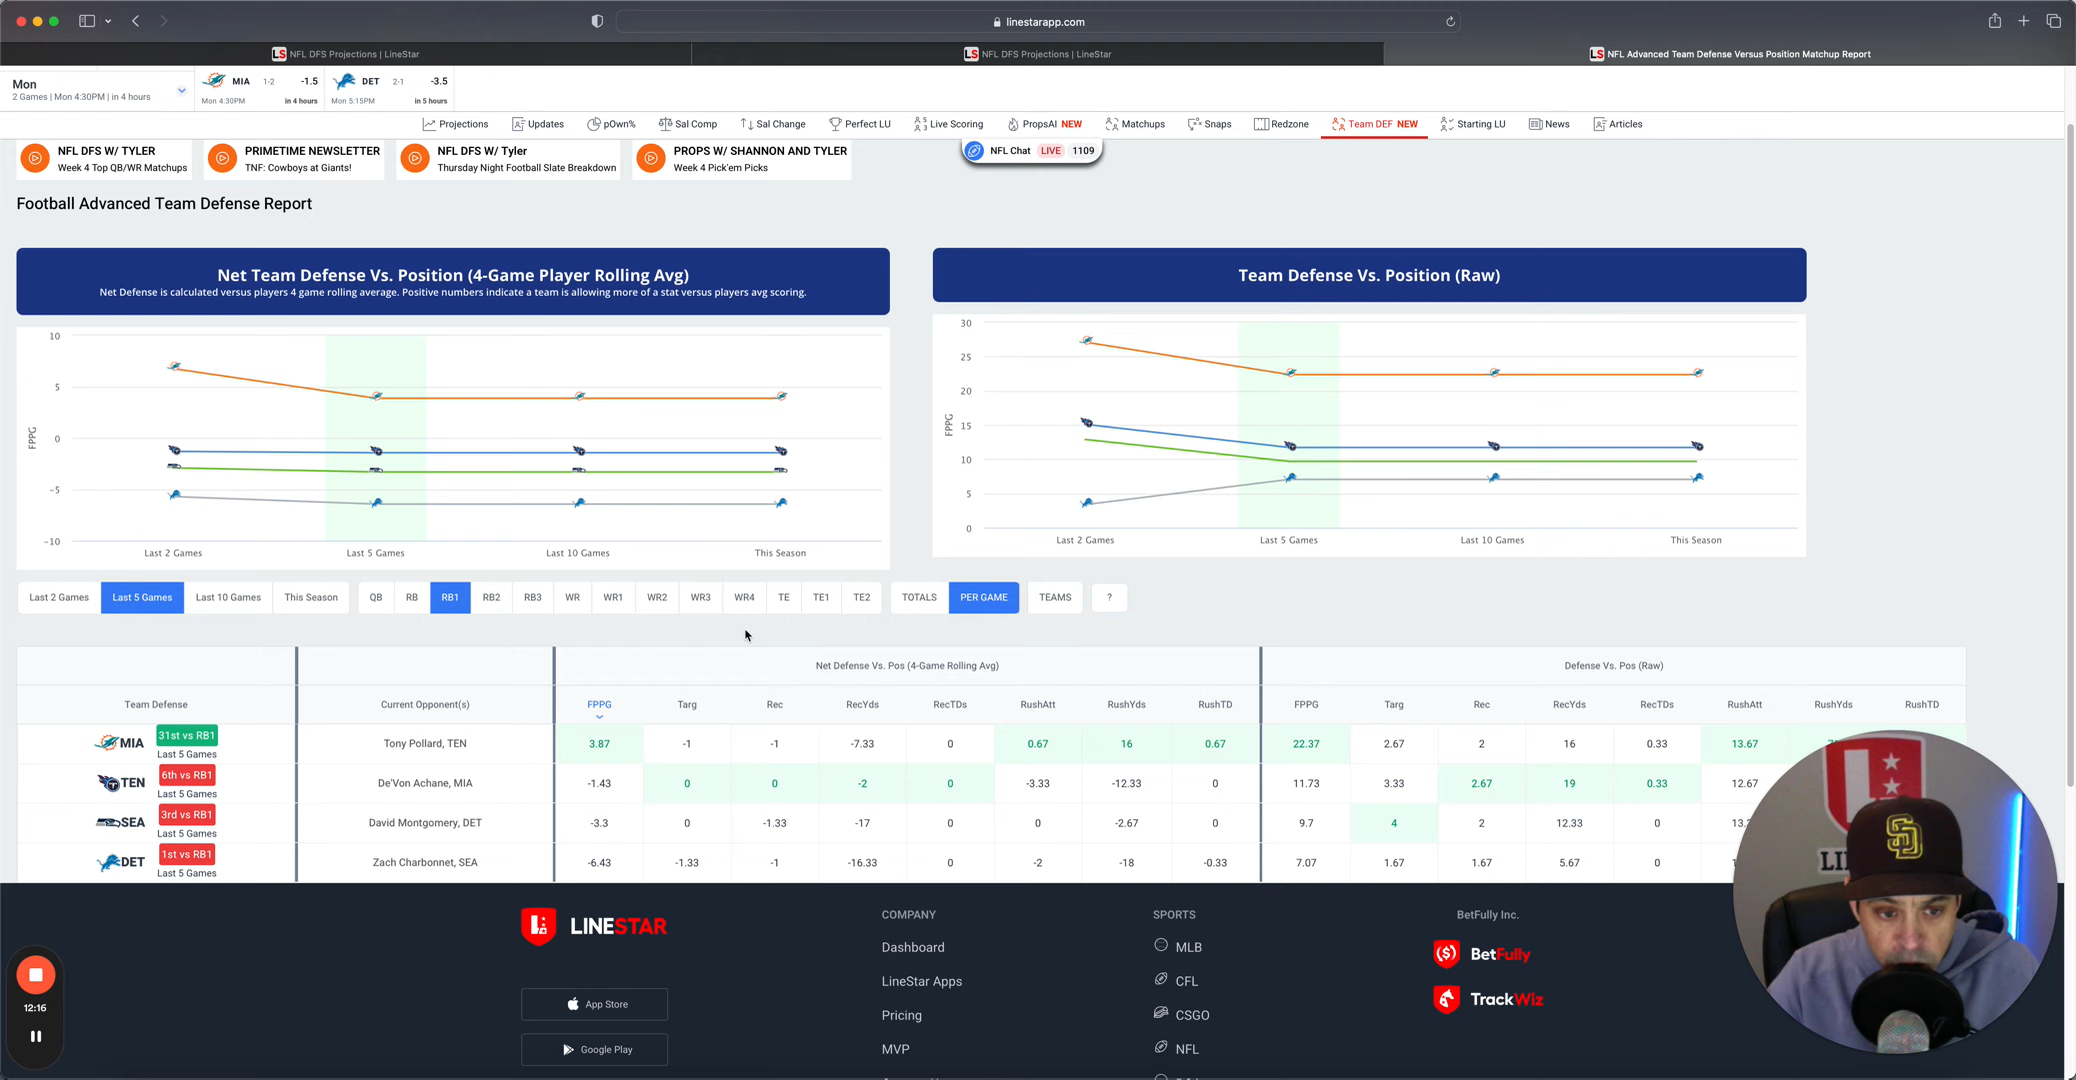 linestarapp.com
LS NFL DFS Projections | LineStar
LS NFL DFS Projections | LineStar
LS NFL Advanced Team Defense Versus Position Matchup Report
Mon
2 Games | Mon 4:30PM | in 4 hours
MIA 1-2 -1.5
Mon 4:30PM in 4 hours
DET 2-1 -3.5
Mon 5:15PM in 5 hours
Projections Updates pOwn% Sal Comp Sal Change Perfect LU Live Scoring PropsAI NEW Matchups Snaps Redzone Team DEF NEW Starting LU News Articles
NFL DFS W/ TYLER
Week 4 Top QB/WR Matchups
PRIMETIME NEWSLETTER
TNF: Cowboys at Giants!
NFL DFS W/ Tyler
Thursday Night Football Slate Breakdown
PROPS W/ SHANNON AND TYLER
Week 4 Pick'em Picks
NFL Chat LIVE 1109
Football Advanced Team Defense Report
Net Team Defense Vs. Position (4-Game Player Rolling Avg)
Net Defense is calculated versus players 4 game rolling average. Positive numbers indicate a team is allowing more of a stat versus players avg scoring.
10
5
0
-5
-10
FPPG
Last 2 Games Last 5 Games Last 10 Games This Season
Team Defense Vs. Position (Raw)
30
25
20
15
10
5
0
FPPG
Last 2 Games Last 5 Games Last 10 Games This Season
Last 2 Games Last 5 Games Last 10 Games This Season QB RB RB1 RB2 RB3 WR WR1 WR2 WR3 WR4 TE TE1 TE2 TOTALS PER GAME TEAMS ?
Net Defense Vs. Pos (4-Game Rolling Avg) Defense Vs. Pos (Raw)
Team Defense Current Opponent(s) FPPG Targ Rec RecYds RecTDs RushAtt RushYds RushTD FPPG Targ Rec RecYds RecTDs RushAtt RushYds RushTD
MIA 31st vs RB1 Last 5 Games Tony Pollard, TEN 3.87 -1 -1 -7.33 0 0.67 16 0.67 22.37 2.67 2 16 0.33 13.67
TEN 6th vs RB1 Last 5 Games De'Von Achane, MIA -1.43 0 0 -2 0 -3.33 -12.33 0 11.73 3.33 2.67 19 0.33 12.67
SEA 3rd vs RB1 Last 5 Games David Montgomery, DET -3.3 0 -1.33 -17 0 0 -2.67 0 9.7 4 2 12.33 0
DET 1st vs RB1 Last 5 Games Zach Charbonnet, SEA -6.43 -1.33 -1 -16.33 0 -2 -18 -0.33 7.07 1.67 1.67 5.67 0
LINESTAR
App Store
Google Play
COMPANY
Dashboard
LineStar Apps
Pricing
MVP
SPORTS
MLB
CFL
CSGO
NFL
BetFully Inc.
BetFully
TrackWiz
12:16
SD